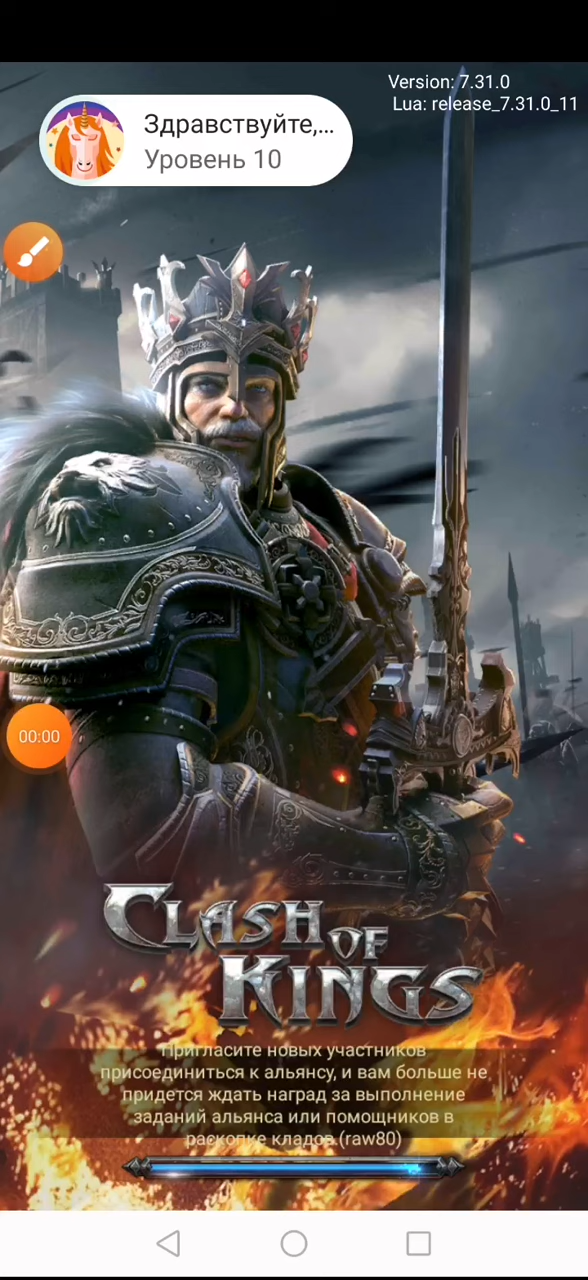 Version: 7.31.0
Lua: release_7.31.0_11
Здравствуйте,...
Уровень 10
00:00
CLASH OF
KINGS
Пригласите новых участников
присоединиться к альянсу, и вам больше не
придется ждать наград за выполнение
заданий альянса или помощников в
раскопке кладов.(raw80)